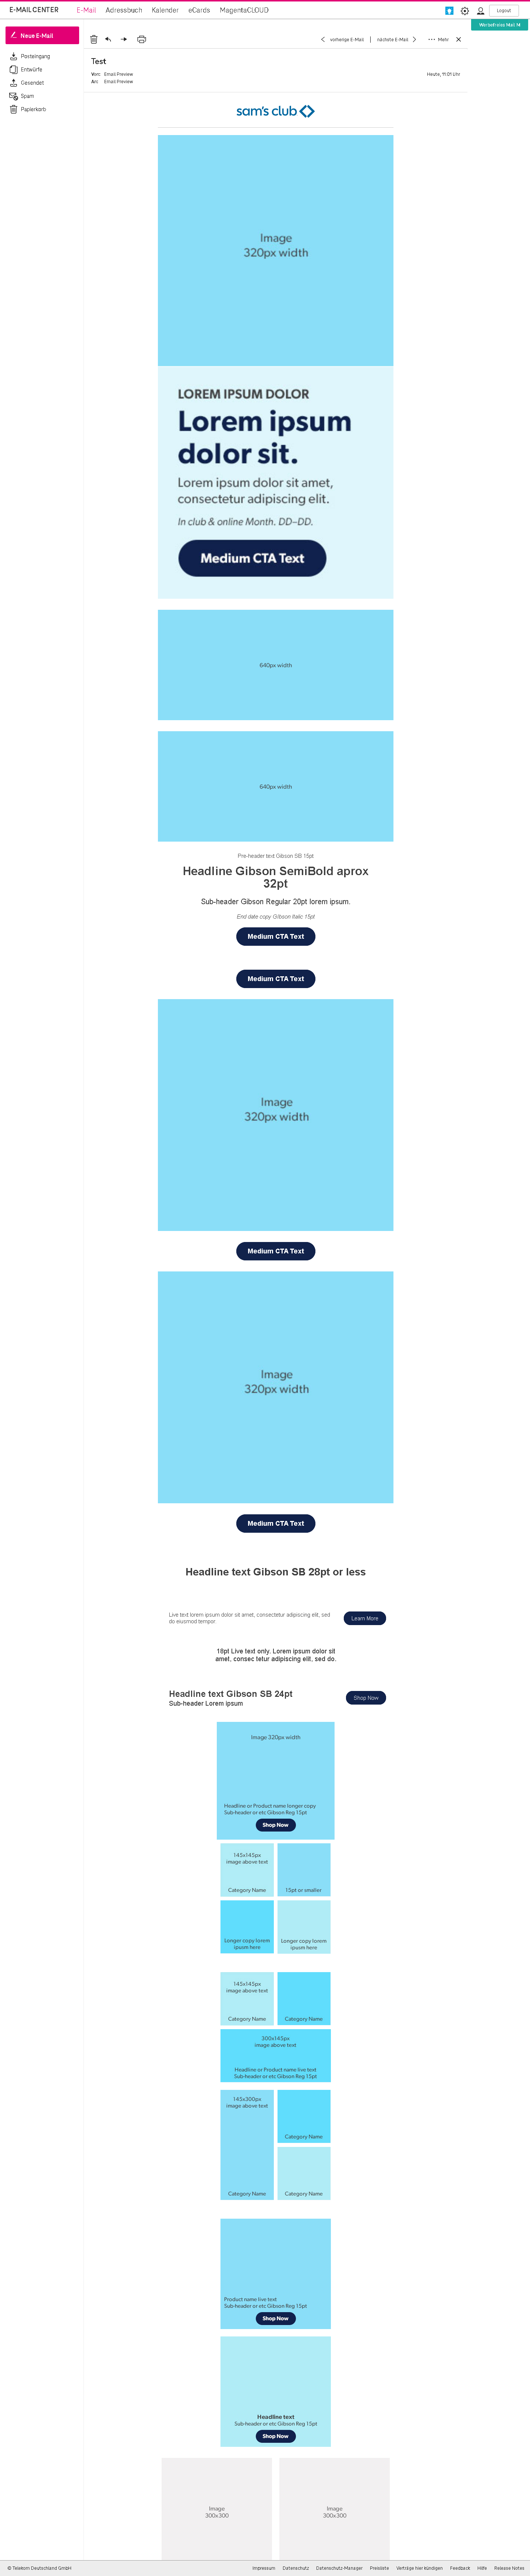 E-MAIL CENTER
E-Mail
Adressbuch
Kalender
eCards
MagentaCLOUD
Logout
Werbefreies Mail M
Neue E-Mail
Posteingang
Entwürfe
Gesendet
Spam
Papierkorb
vorherige E-Mail
nächste E-Mail
Mehr
Test
Von: Email Preview
Heute, 11:01 Uhr
An: Email Preview
sam's club
Image
320px width
LOREM IPSUM DOLOR
Lorem ipsum
dolor sit.
Lorem ipsum dolor sit amet,
consectetur adipiscing elit.
In club & online Month. DD–DD.
Medium CTA Text
640px width
640px width
Pre-header text Gibson SB 15pt
Headline Gibson SemiBold aprox
32pt
Sub-header Gibson Regular 20pt lorem ipsum.
End date copy Gibson Italic 15pt
Medium CTA Text
Medium CTA Text
Image
320px width
Medium CTA Text
Image
320px width
Medium CTA Text
Headline text Gibson SB 28pt or less
Live text lorem ipsum dolor sit amet, consectetur adipiscing elit, sed
do eiusmod tempor.
Learn More
18pt Live text only. Lorem ipsum dolor sit
amet, consec tetur adipiscing elit, sed do.
Headline text Gibson SB 24pt
Sub-header Lorem ipsum
Shop Now
Image 320px width
Headline or Product name longer copy
Sub-header or etc Gibson Reg 15pt
Shop Now
145x145px
image above text
Category Name
15pt or smaller
Longer copy lorem
ipusm here
Longer copy lorem
ipusm here
145x145px
image above text
Category Name
Category Name
300x145px
image above text
Headline or Product name live text
Sub-header or etc Gibson Reg 15pt
145x300px
image above text
Category Name
Category Name
Category Name
Product name live text
Sub-header or etc Gibson Reg 15pt
Shop Now
Headline text
Sub-header or etc Gibson Reg 15pt
Shop Now
Image
300x300
Image
300x300
© Telekom Deutschland GmbH
Impressum
Datenschutz
Datenschutz-Manager
Preisliste
Verträge hier kündigen
Feedback
Hilfe
Release Notes